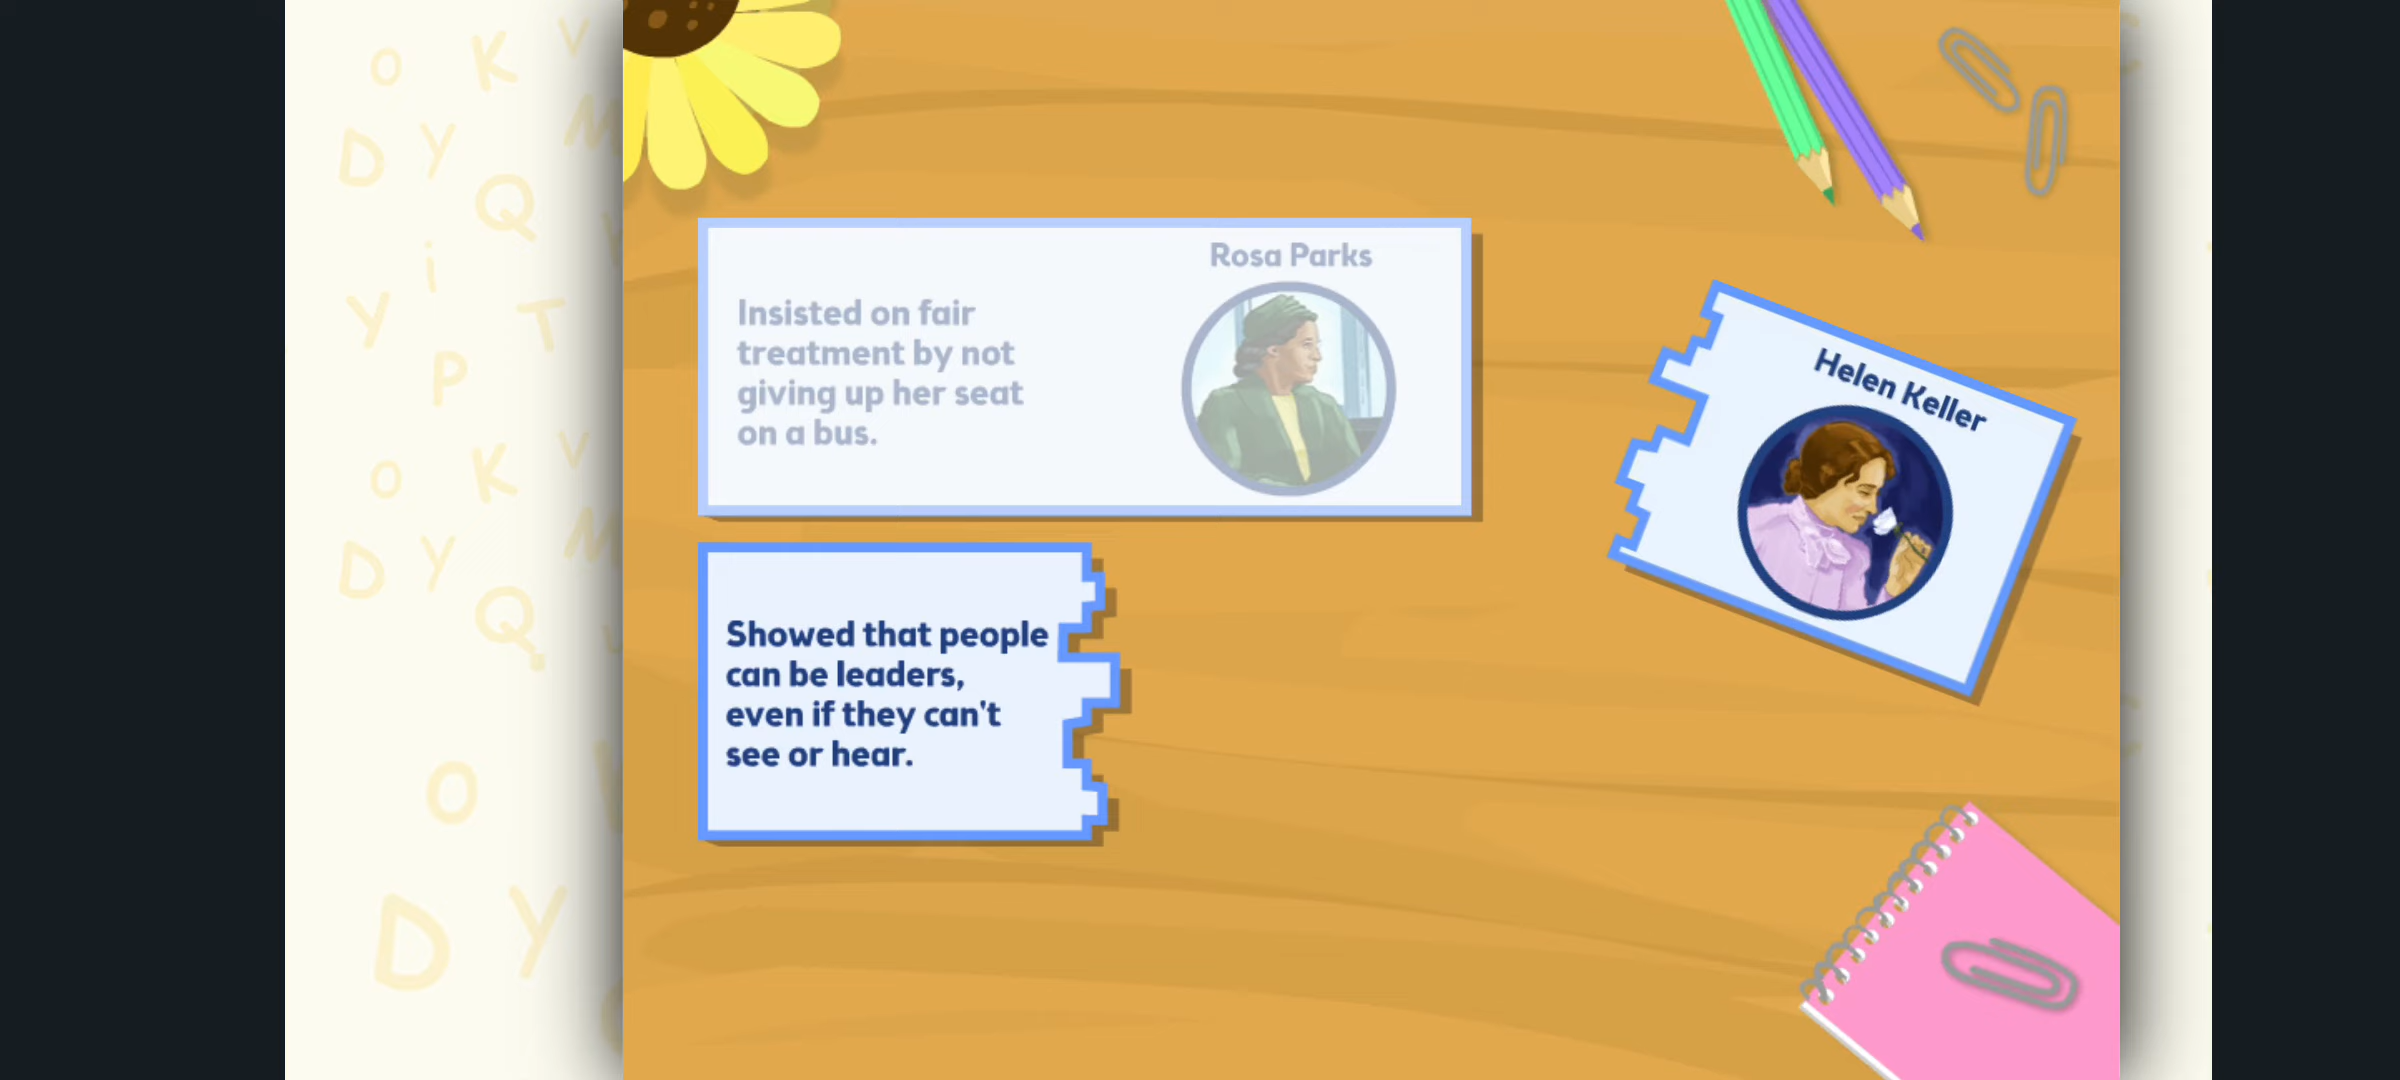 Rosa Parks
Insisted on fair
treatment by not
giving up her seat
on a bus.
Helen Keller
Showed that people
can be leaders,
even if they can't
see or hear.
o K V
D Y M
Q
i
Y T
P
o K V
D Y M
Q
O
D Y